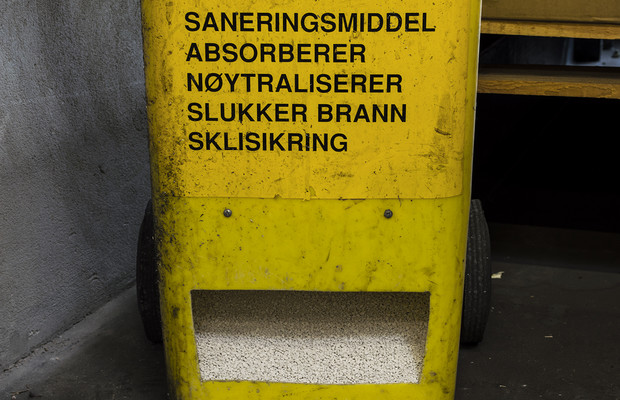 SANERINGSMIDDEL
ABSORBERER
NØYTRALISERER
SLUKKER BRANN
SKLISIKRING